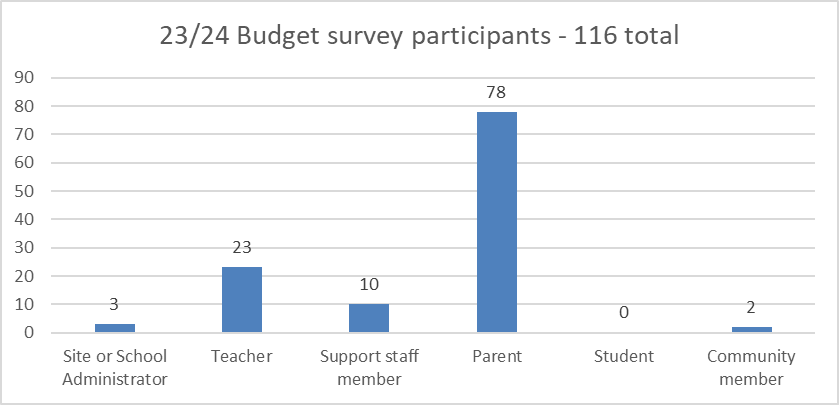 23/24 Budget survey participants - 116 total
90
80
70
60
50
40
30
20
10
0
3
23
10
78
0
2
Site or School
Administrator
Teacher
Support staff
member
Parent
Student
Community
member